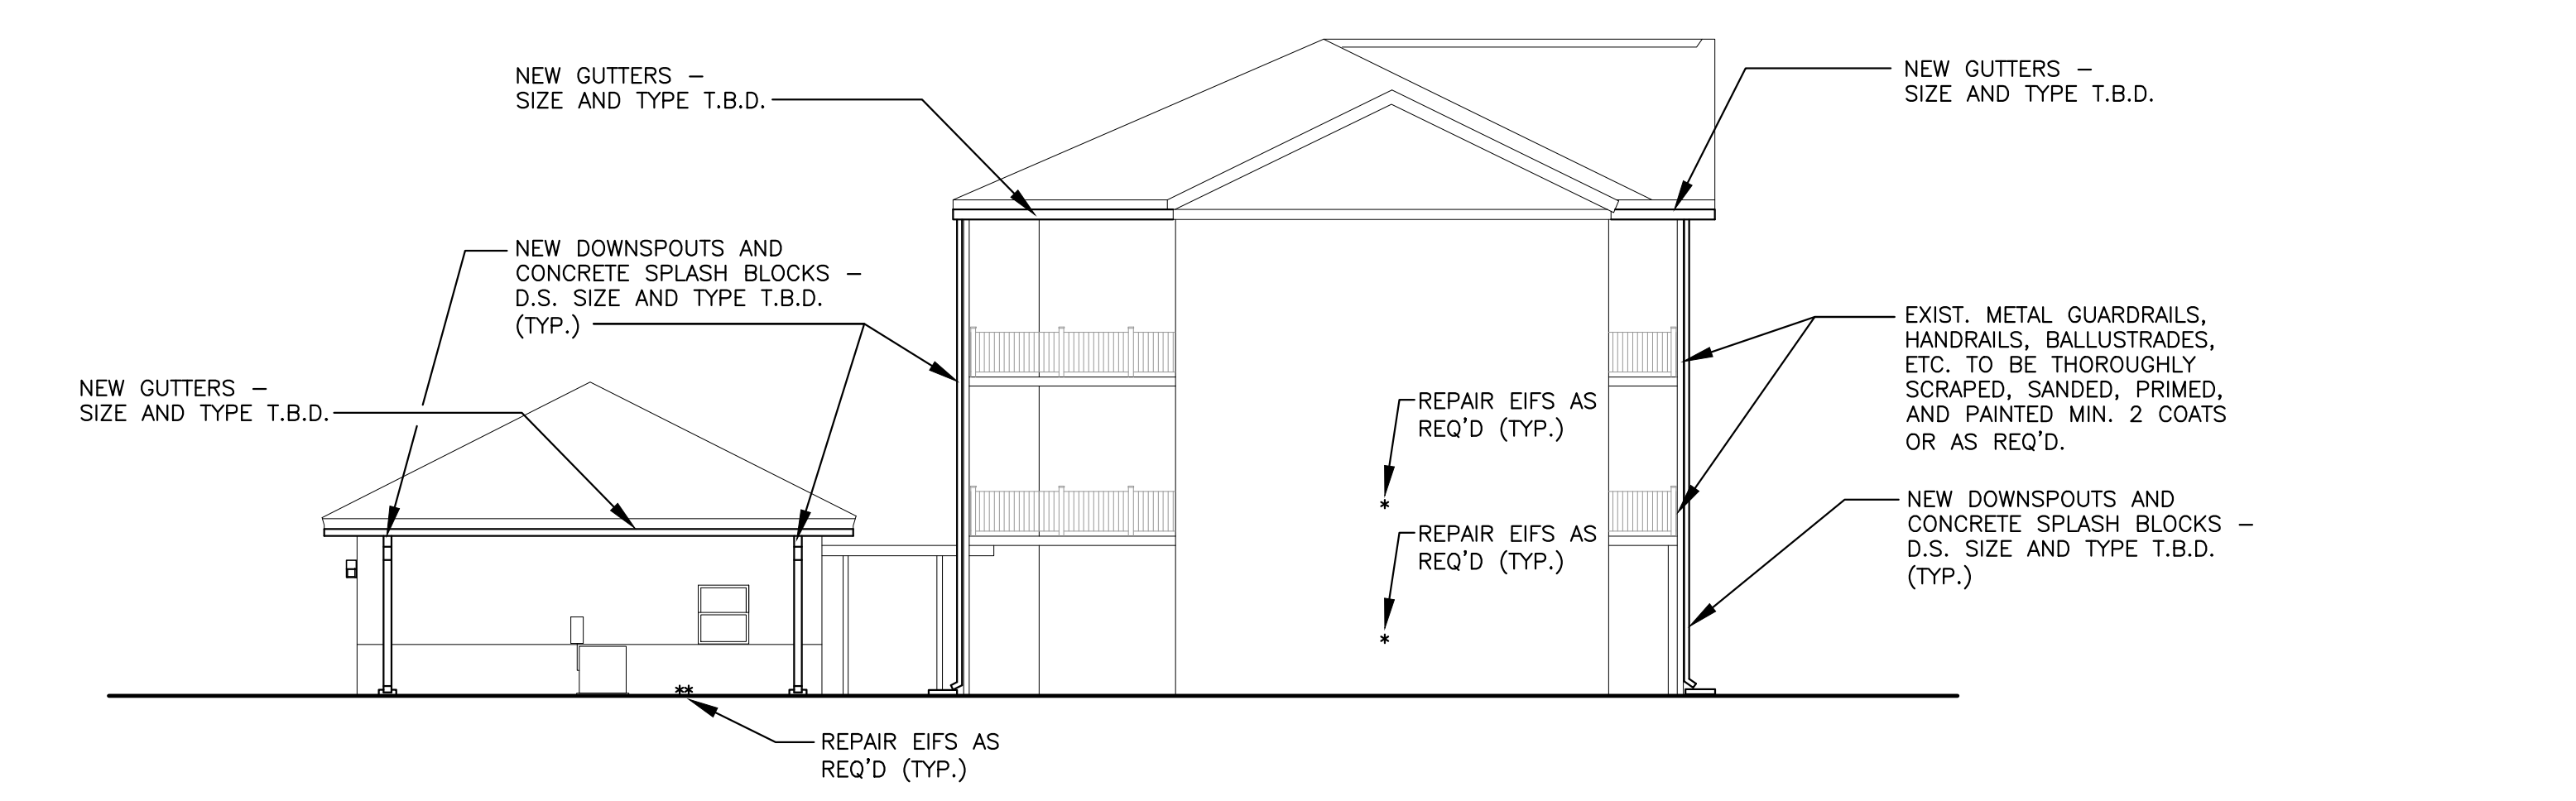 NEW GUTTERS –
SIZE AND TYPE T.B.D.
NEW GUTTERS –
SIZE AND TYPE T.B.D.
NEW DOWNSPOUTS AND
CONCRETE SPLASH BLOCKS –
D.S. SIZE AND TYPE T.B.D.
(TYP.)
NEW GUTTERS –
SIZE AND TYPE T.B.D.
EXIST. METAL GUARDRAILS,
HANDRAILS, BALLUSTRADES,
ETC. TO BE THOROUGHLY
SCRAPED, SANDED, PRIMED,
AND PAINTED MIN. 2 COATS
OR AS REQ'D.
REPAIR EIFS AS
REQ'D (TYP.)
*
REPAIR EIFS AS
REQ'D (TYP.)
*
NEW DOWNSPOUTS AND
CONCRETE SPLASH BLOCKS –
D.S. SIZE AND TYPE T.B.D.
(TYP.)
**
REPAIR EIFS AS
REQ'D (TYP.)